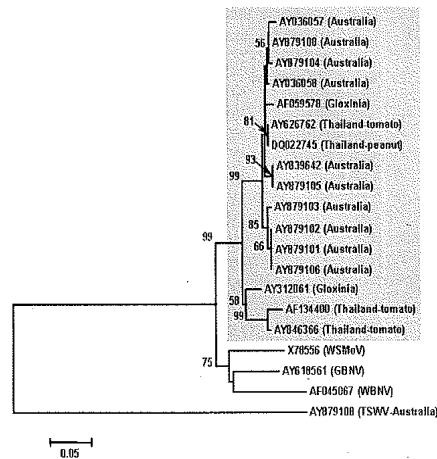 AY036057 (Australia)
56
AY879100 (Australia)
AY879104 (Australia)
AY036058 (Australia)
AF059578 (Gloxinia)
81
AY626762 (Thailand-tomato)
DQ022745 (Thailand-peanut)
93
AY839642 (Australia)
99
AY879105 (Australia)
AY879103 (Australia)
85
AY879102 (Australia)
66
AY879101 (Australia)
99
AY879106 (Australia)
AY312061 (Gloxinia)
58
AF134400 (Thailand-tomato)
99
AY846366 (Thailand-tomato)
X78556 (WSMoV)
75
AY618561 (GBNV)
AF045067 (WBNV)
AY879108 (TSWV-Australia)
0.05